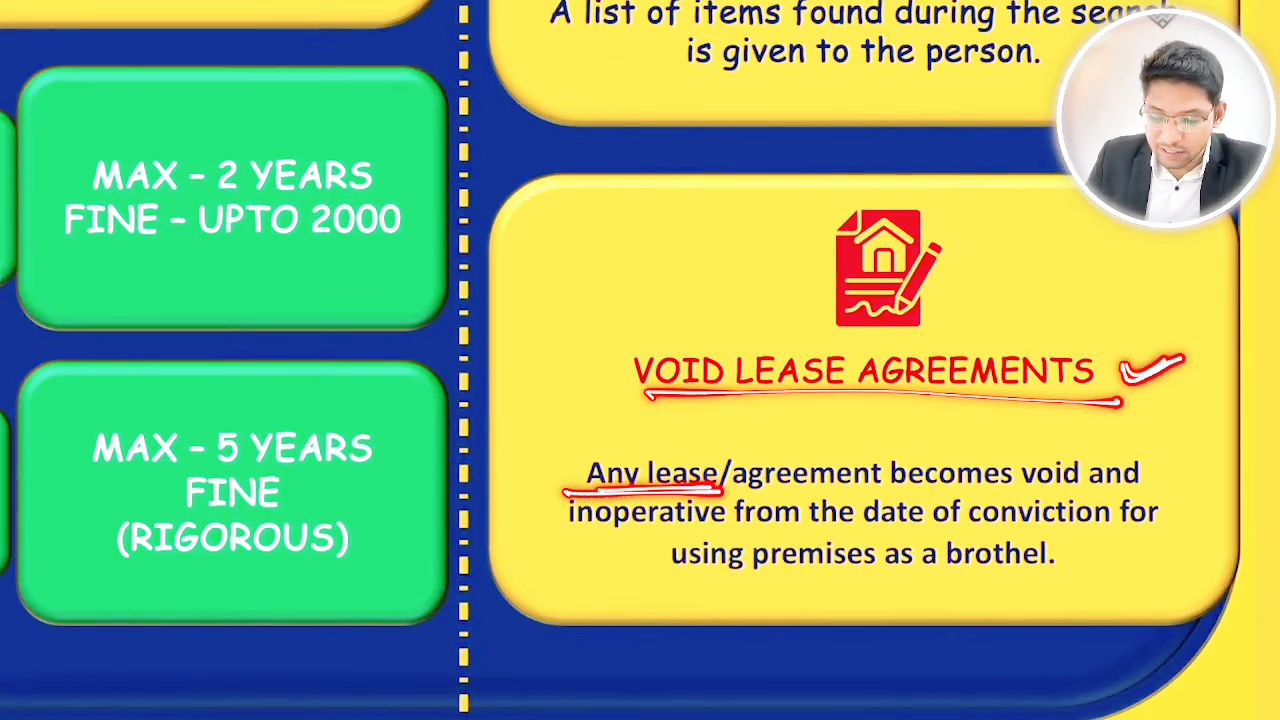 MAX – 2 YEARS
FINE – UPTO 2000
MAX – 5 YEARS
FINE
(RIGOROUS)
A list of items found during the search
is given to the person.
VOID LEASE AGREEMENTS
Any lease/agreement becomes void and
inoperative from the date of conviction for
using premises as a brothel.